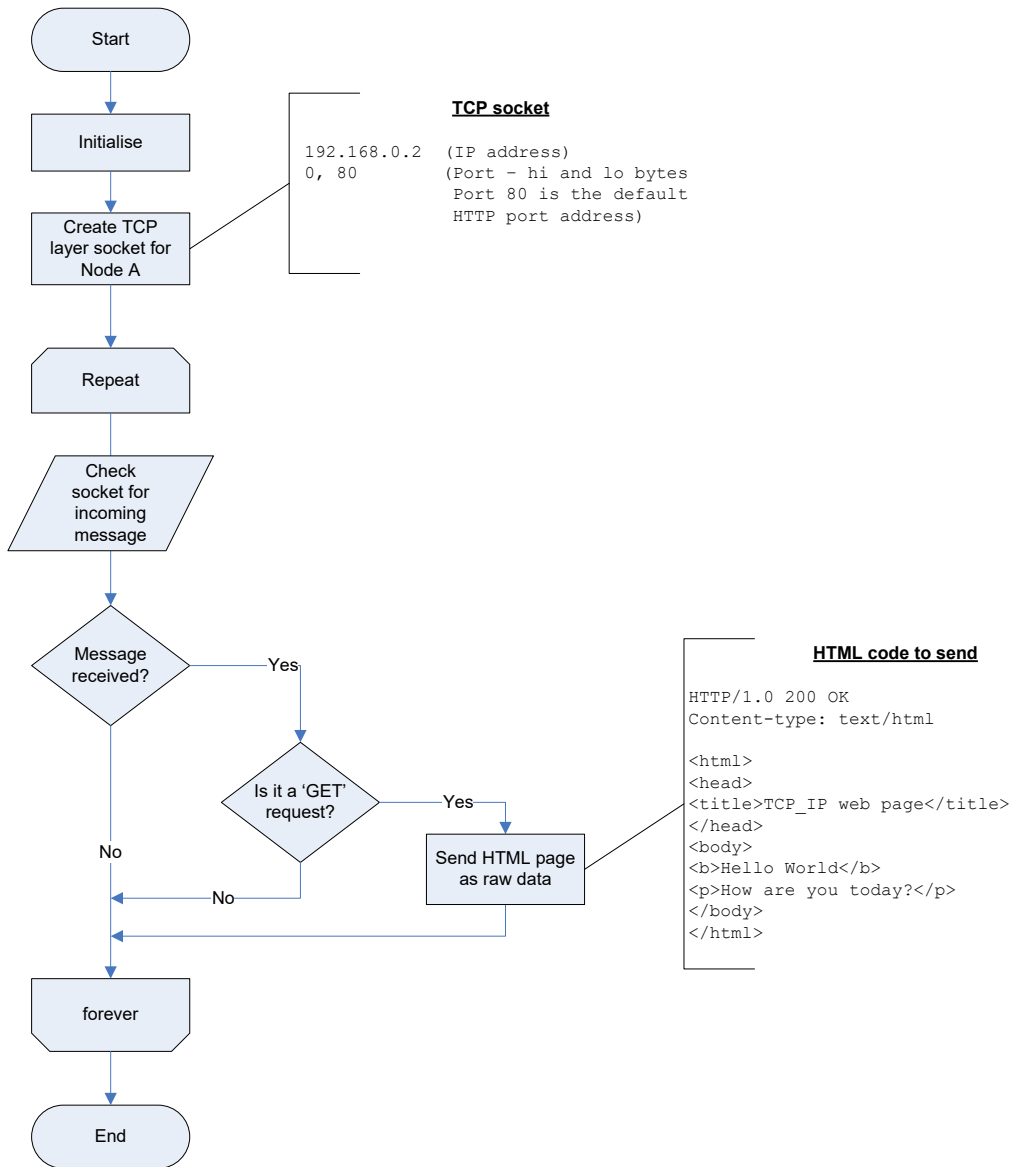 Start
Initialise
TCP socket
192.168.0.2 (IP address)
0, 80 (Port – hi and lo bytes
Port 80 is the default
HTTP port address)
Create TCP
layer socket for
Node A
Repeat
Check
socket for
incoming
message
Message
received?
Yes
Is it a ‘GET’
request?
Yes
Send HTML page
as raw data
HTML code to send
HTTP/1.0 200 OK
Content-type: text/html
<html>
<head>
<title>TCP_IP web page</title>
</head>
<body>
<b>Hello World</b>
<p>How are you today?</p>
</body>
</html>
No
No
forever
End